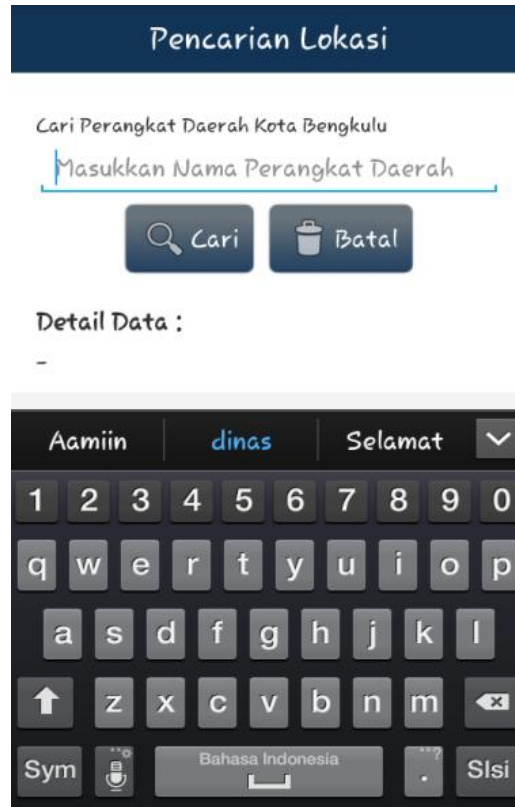 Pencarian Lokasi
Cari Perangkat Daerah Kota Bengkulu
Masukkan Nama Perangkat Daerah
Cari Batal
Detail Data :
-
Aamiin dinas Selamat
1 2 3 4 5 6 7 8 9 0
q w e r t y u i o p
a s d f g h j k l
z x c v b n m
Sym Bahasa Indonesia . ? Slsi